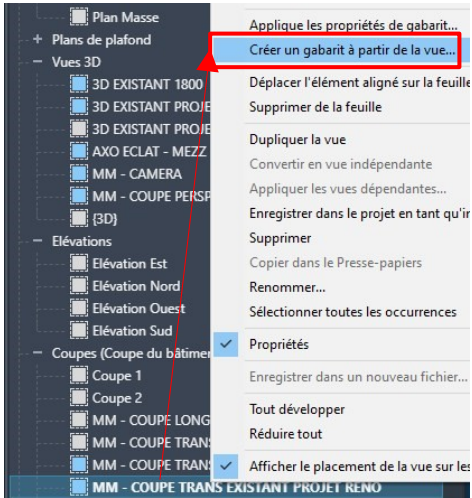 Plan Masse
Plans de plafond
Vues 3D
3D EXISTANT 1800
3D EXISTANT PROJE
3D EXISTANT PROJE
AXO ECLAT - MEZZ
MM - CAMERA
MM - COUPE PERSP
{3D}
Elévations
Elévation Est
Elévation Nord
Elévation Ouest
Elévation Sud
Coupes (Coupe du bâtimen
Coupe 1
Coupe 2
MM - COUPE LONG
MM - COUPE TRANS
MM - COUPE TRANS
MM - COUPE TRANS EXISTANT PROJET RENO
Applique les propriétés de gabarit...
Créer un gabarit à partir de la vue...
Déplacer l'élément aligné sur la feuille
Supprimer de la feuille
Dupliquer la vue
Convertir en vue indépendante
Appliquer les vues dépendantes...
Enregistrer dans le projet en tant qu'i
Supprimer
Copier dans le Presse-papiers
Renommer...
Sélectionner toutes les occurrences
Propriétés
Enregistrer dans un nouveau fichier...
Tout développer
Réduire tout
Afficher le placement de la vue sur les